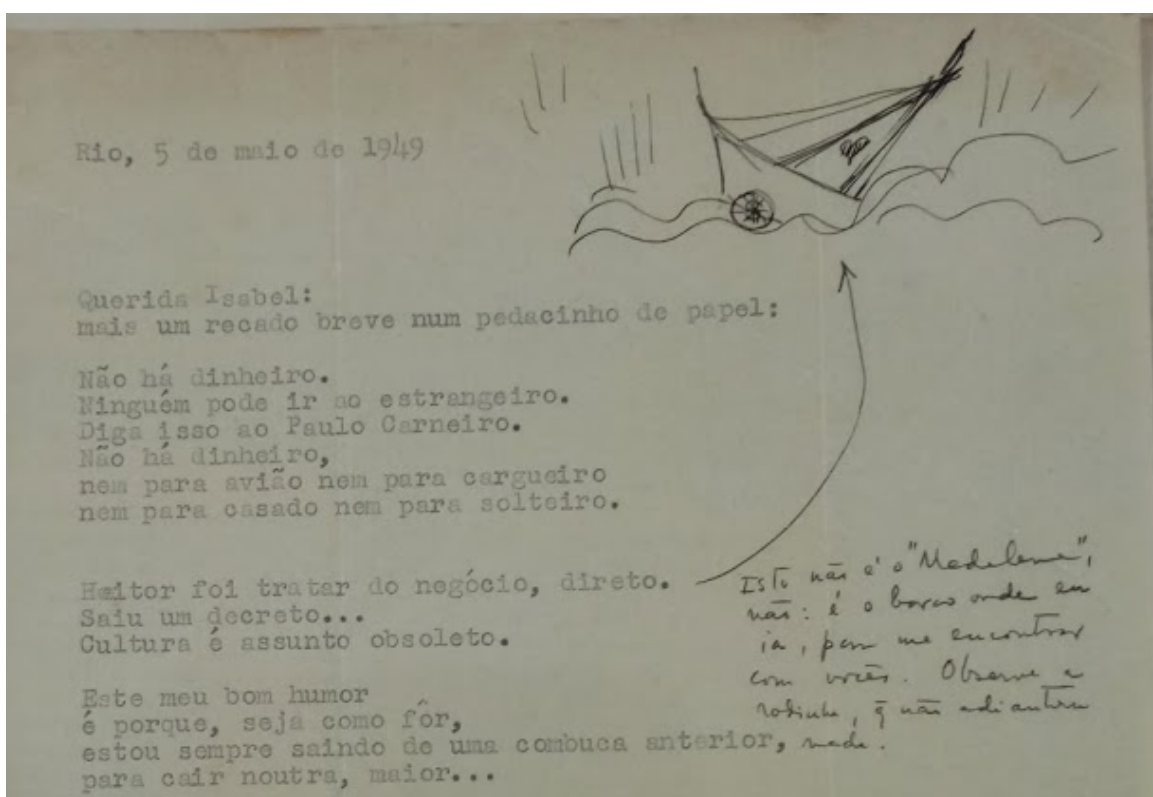 Rio, 5 de maio de 1949
Querida Isabel:
mais um recado breve num pedacinho de papel:
Não há dinheiro.
Ninguém pode ir ao estrangeiro.
Diga isso ao Paulo Carneiro.
Não há dinheiro,
nem para avião nem para cargueiro
nem para casado nem para solteiro.
Heitor foi tratar do negócio, direto.
Saiu um decreto...
Cultura é assunto obsoleto.
Este meu bom humor
é porque, seja como fôr,
estou sempre saindo de uma combuca anterior,
para cair noutra, maior...
Isto não é o "Madeleine",
não: é o barco onde eu
ia, para me encontrar
com vocês. Observe a
rodinha, q̃ não adiantou
nada.